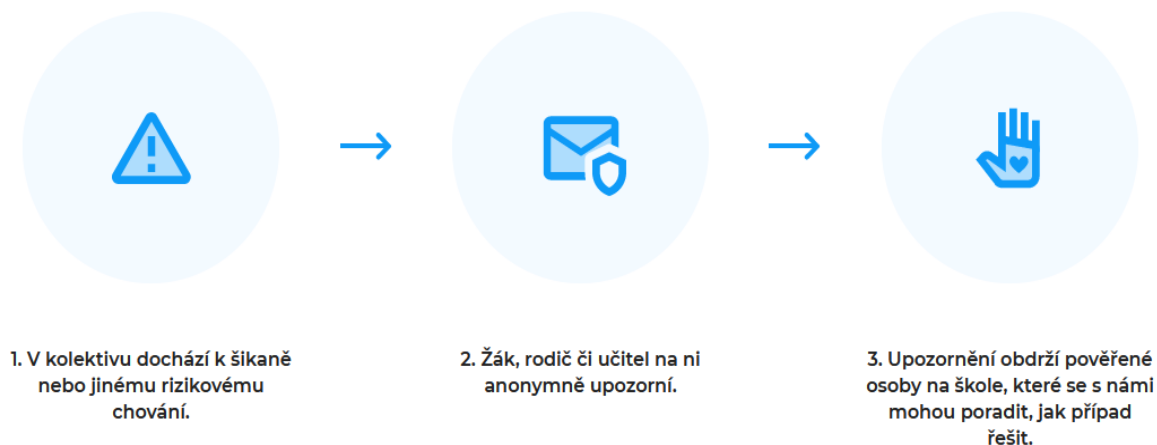 1. V kolektivu dochází k šikaně
nebo jinému rizikovému
chování.
2. Žák, rodič či učitel na ni
anonymně upozorní.
3. Upozornění obdrží pověřené
osoby na škole, které se s námi
mohou poradit, jak případ
řešit.